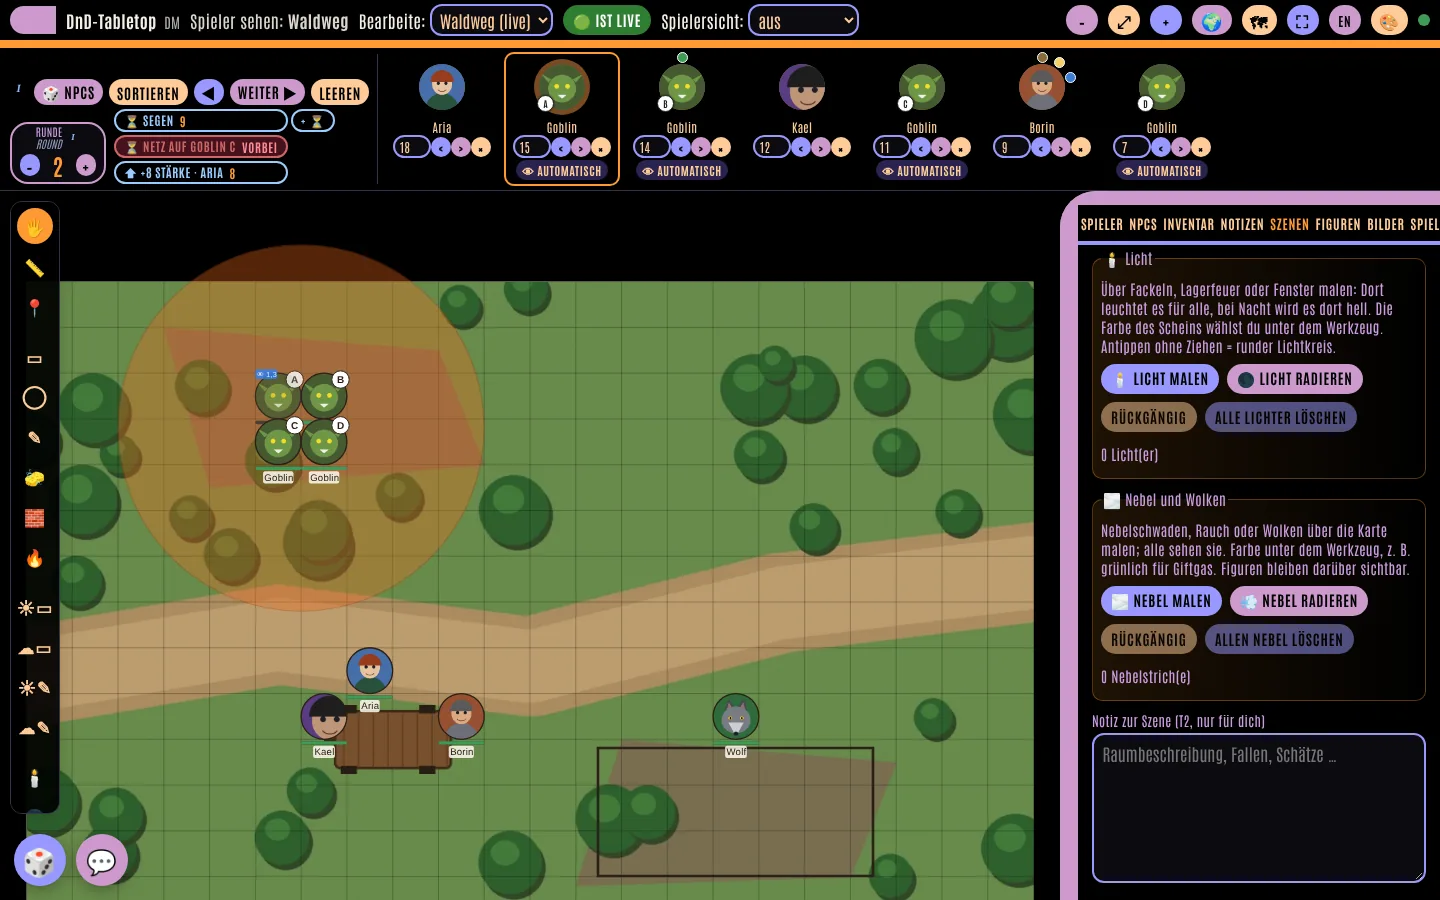 DnD-Tabletop DM Spieler sehen: Waldweg Bearbeite: Waldweg (live) IST LIVE Spielersicht: aus
- + EN
NPCS SORTIEREN ◀ WEITER ▶ LEEREN
RUNDE
ROUND
- 2 +
SEGEN 9
+
NETZ AUF GOBLIN C VORBEI
+8 STÄRKE · ARIA 8
A B C D
Aria Goblin Goblin Kael Goblin Borin Goblin
18 15 14 12 11 9 7
AUTOMATISCH AUTOMATISCH AUTOMATISCH AUTOMATISCH
SPIELER NPCS INVENTAR NOTIZEN SZENEN FIGUREN BILDER SPIEL
Licht
Über Fackeln, Lagerfeuer oder Fenster malen: Dort
leuchtet es für alle, bei Nacht wird es dort hell. Die
Farbe des Scheins wählst du unter dem Werkzeug.
Antippen ohne Ziehen = runder Lichtkreis.
LICHT MALEN LICHT RADIEREN
RÜCKGÄNGIG ALLE LICHTER LÖSCHEN
0 Licht(er)
Nebel und Wolken
Nebelschwaden, Rauch oder Wolken über die Karte
malen; alle sehen sie. Farbe unter dem Werkzeug, z. B.
grünlich für Giftgas. Figuren bleiben darüber sichtbar.
NEBEL MALEN NEBEL RADIEREN
RÜCKGÄNGIG ALLEN NEBEL LÖSCHEN
0 Nebelstrich(e)
Notiz zur Szene (T2, nur für dich)
Raumbeschreibung, Fallen, Schätze …
1,3
A B
C D
Goblin Goblin
Aria
Kael Borin Wolf